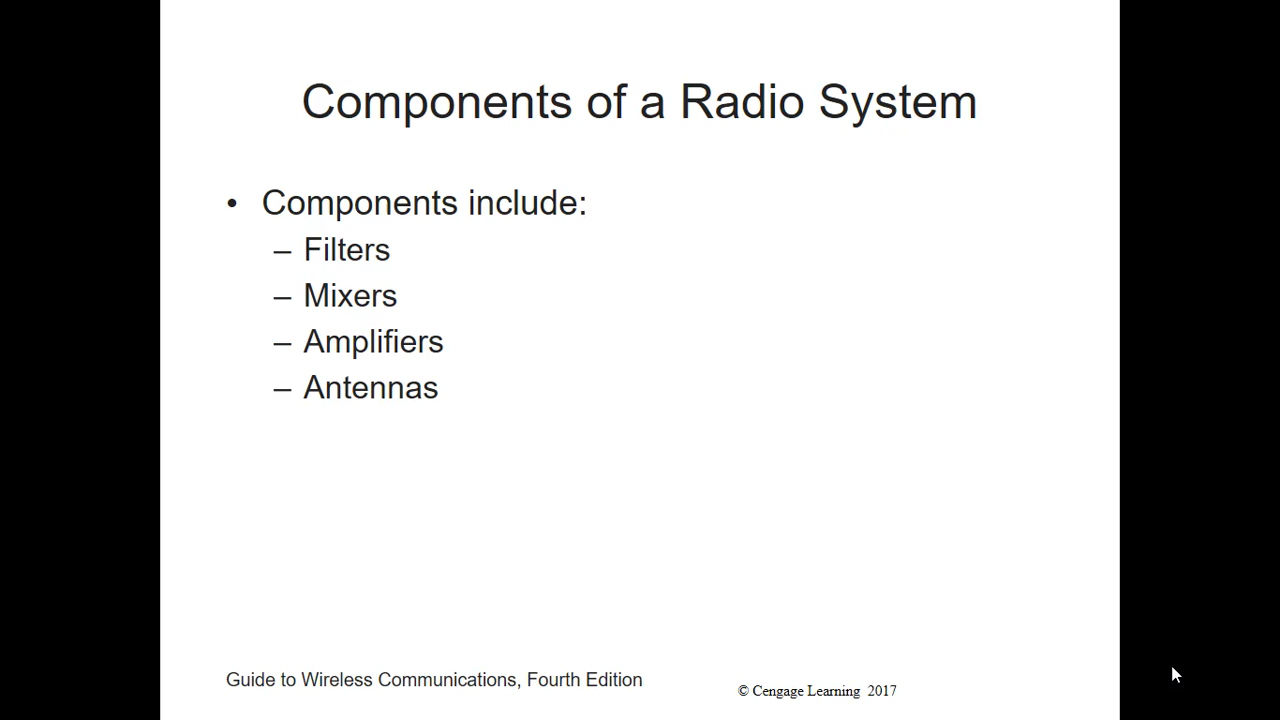 Components of a Radio System
• Components include:
– Filters
– Mixers
– Amplifiers
– Antennas
Guide to Wireless Communications, Fourth Edition
© Cengage Learning 2017